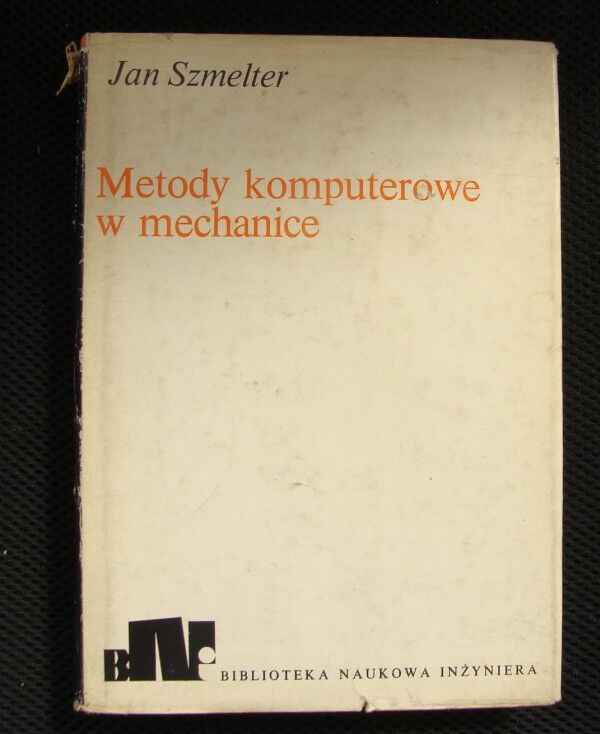 Jan Szmelter
Metody komputerowe
w mechanice
BNI
BIBLIOTEKA NAUKOWA INŻYNIERA